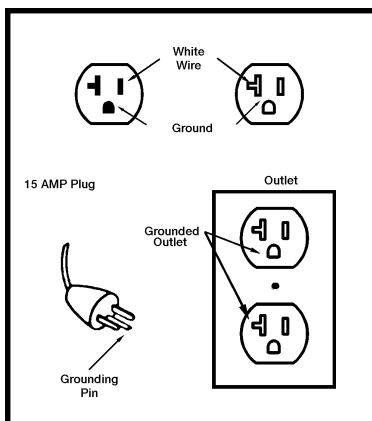 White
Wire
Ground
15 AMP Plug
Outlet
Grounded
Outlet
Grounding
Pin